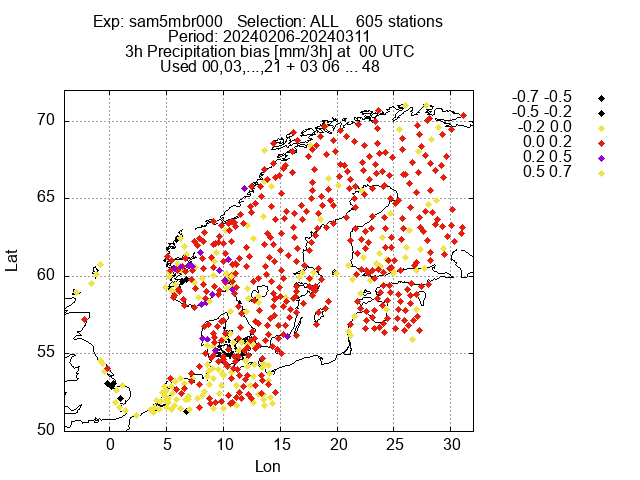 Exp: sam5mbr000 Selection: ALL 605 stations
Period: 20240206-20240311
3h Precipitation bias [mm/3h] at 00 UTC
Used 00,03,...,21 + 03 06 ... 48
-0.7 -0.5
-0.5 -0.2
-0.2 0.0
0.0 0.2
0.2 0.5
0.5 0.7
70
65
60
55
50
Lat
0 5 10 15 20 25 30
Lon